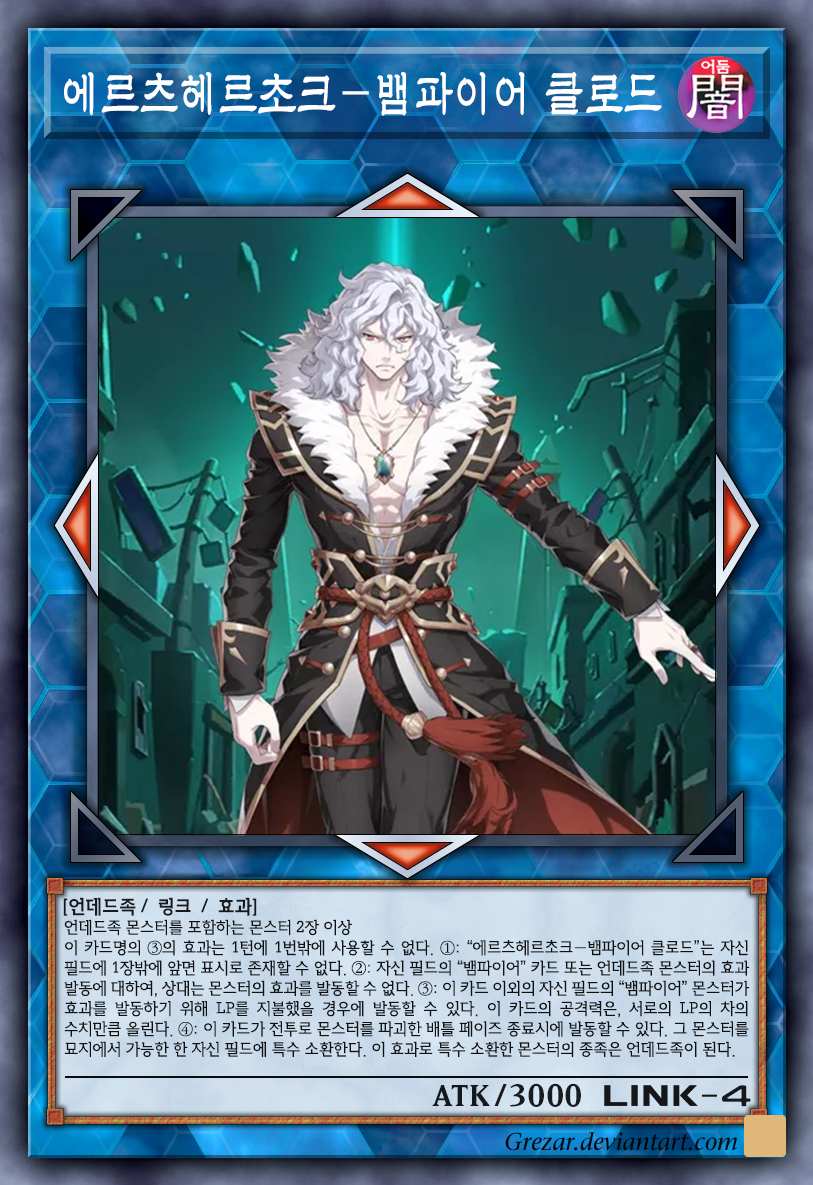 에르츠헤르초크-뱀파이어 클로드
어둠
闇
[언데드족 / 링크 / 효과]
언데드족 몬스터를 포함하는 몬스터 2장 이상
이 카드명의 ③의 효과는 1턴에 1번밖에 사용할 수 없다. ①: “에르츠헤르초크-뱀파이어 클로드”는 자신
필드에 1장밖에 앞면 표시로 존재할 수 없다. ②: 자신 필드의 “뱀파이어” 카드 또는 언데드족 몬스터의 효과
발동에 대하여, 상대는 몬스터의 효과를 발동할 수 없다. ③: 이 카드 이외의 자신 필드의 “뱀파이어” 몬스터가
효과를 발동하기 위해 LP를 지불했을 경우에 발동할 수 있다. 이 카드의 공격력은, 서로의 LP의 차의
수치만큼 올린다. ④: 이 카드가 전투로 몬스터를 파괴한 배틀 페이즈 종료시에 발동할 수 있다. 그 몬스터를
묘지에서 가능한 한 자신 필드에 특수 소환한다. 이 효과로 특수 소환한 몬스터의 종족은 언데드족이 된다.
ATK/3000 LINK-4
Grezar.deviantart.com